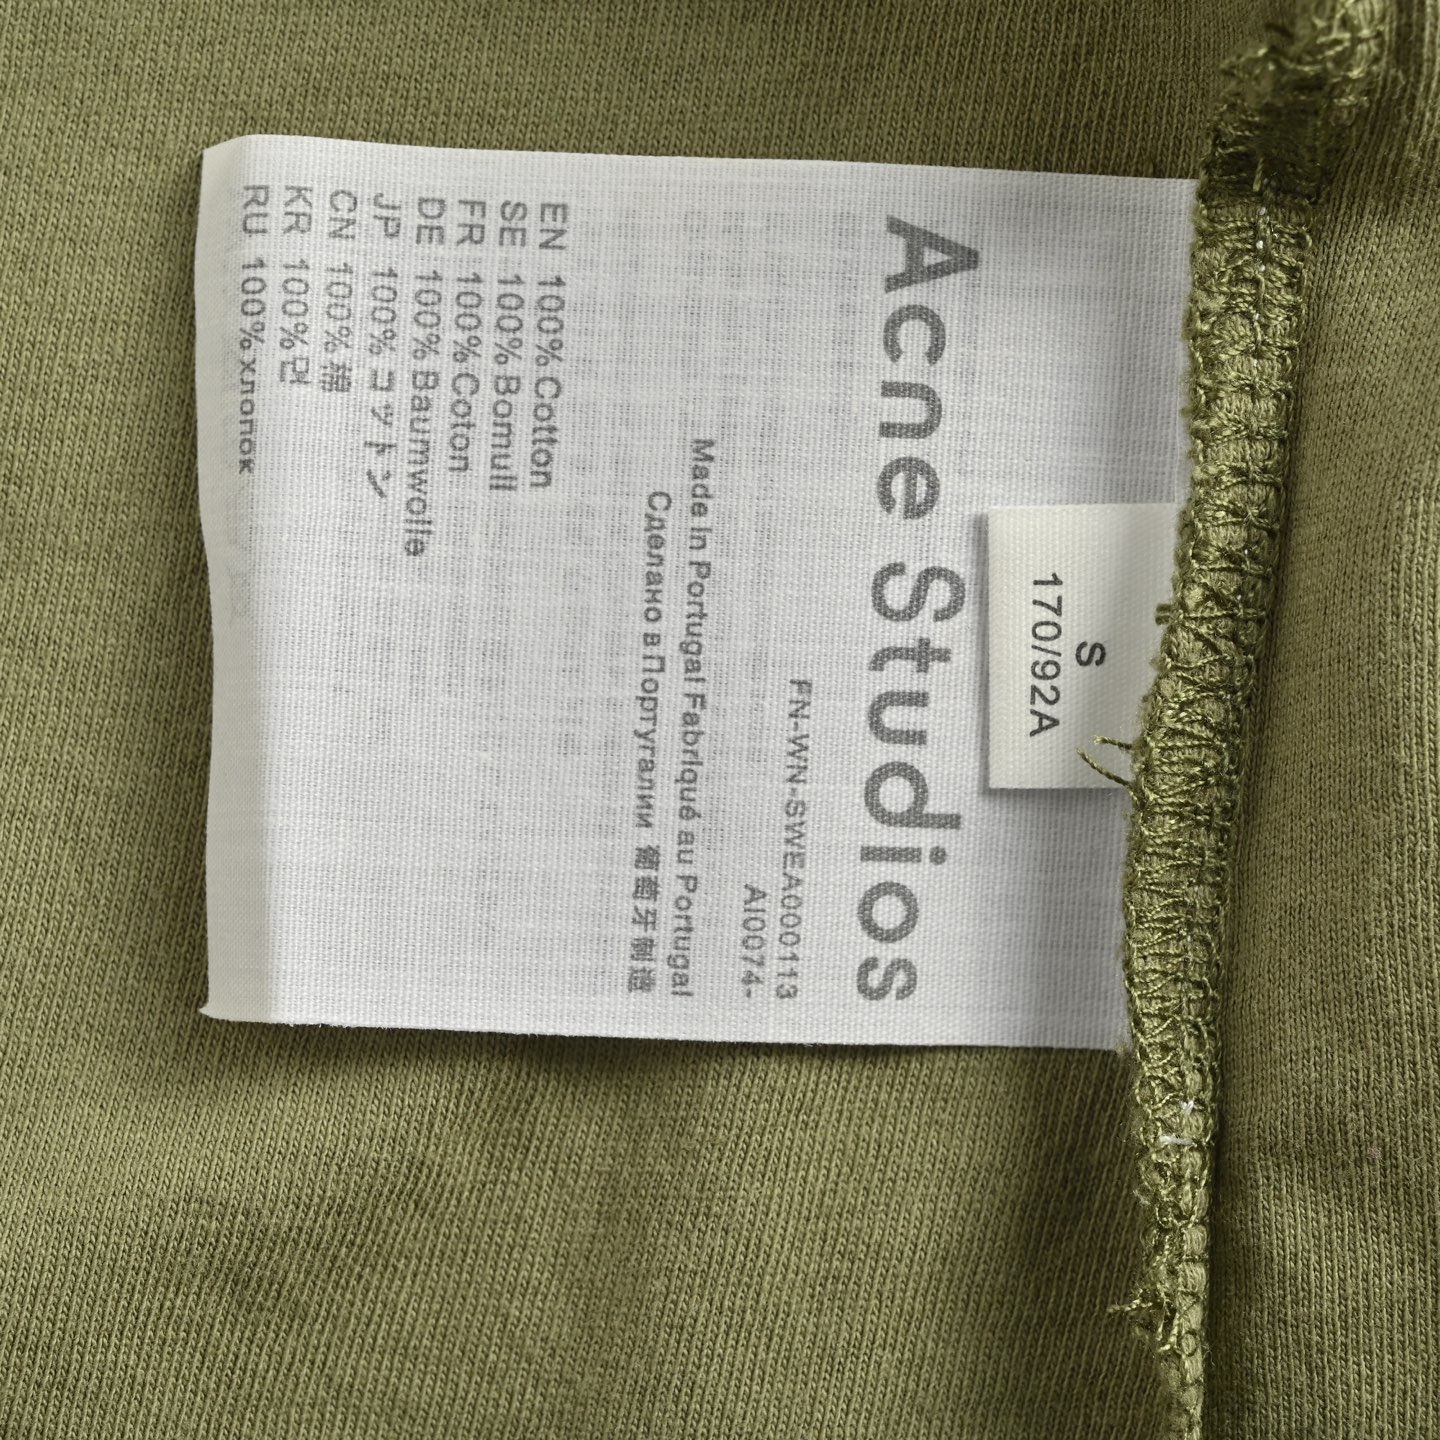 S
170/92A
Acne Studios
FN-WN-SWEA000113
AI0074-
Made in Portugal Fabriqué au Portugal
Сделано в Португалии 葡萄牙制造
EN 100% Cotton
SE 100% Bomull
FR 100% Coton
DE 100% Baumwolle
JP 100% コットン
CN 100% 棉
KR 100% 면
RU 100% хлопок